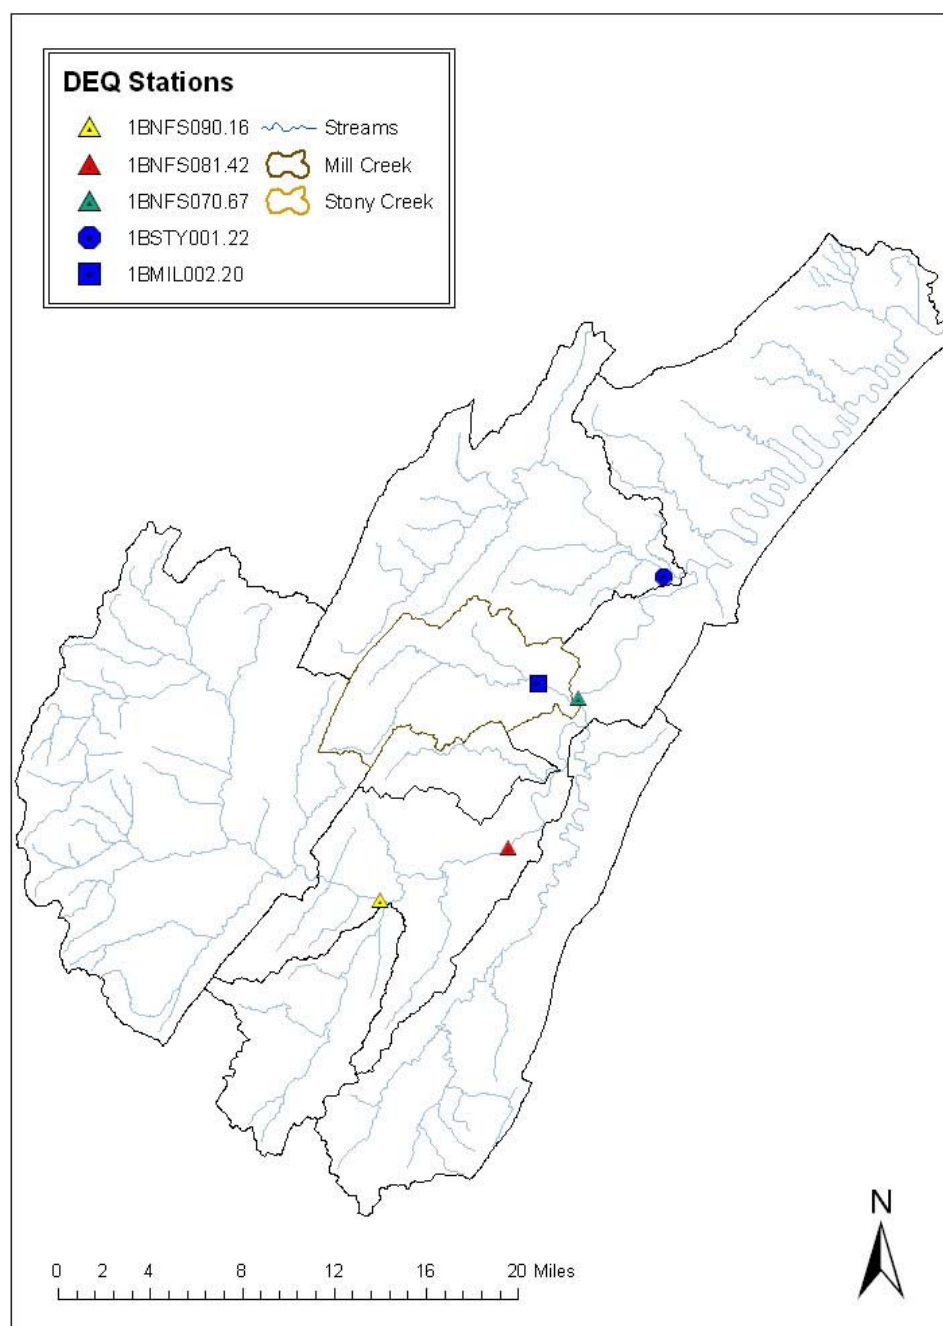 DEQ Stations
1BNFS090.16 Streams
1BNFS081.42 Mill Creek
1BNFS070.67 Stony Creek
1BSTY001.22
1BMIL002.20
N
0 2 4 8 12 16 20 Miles